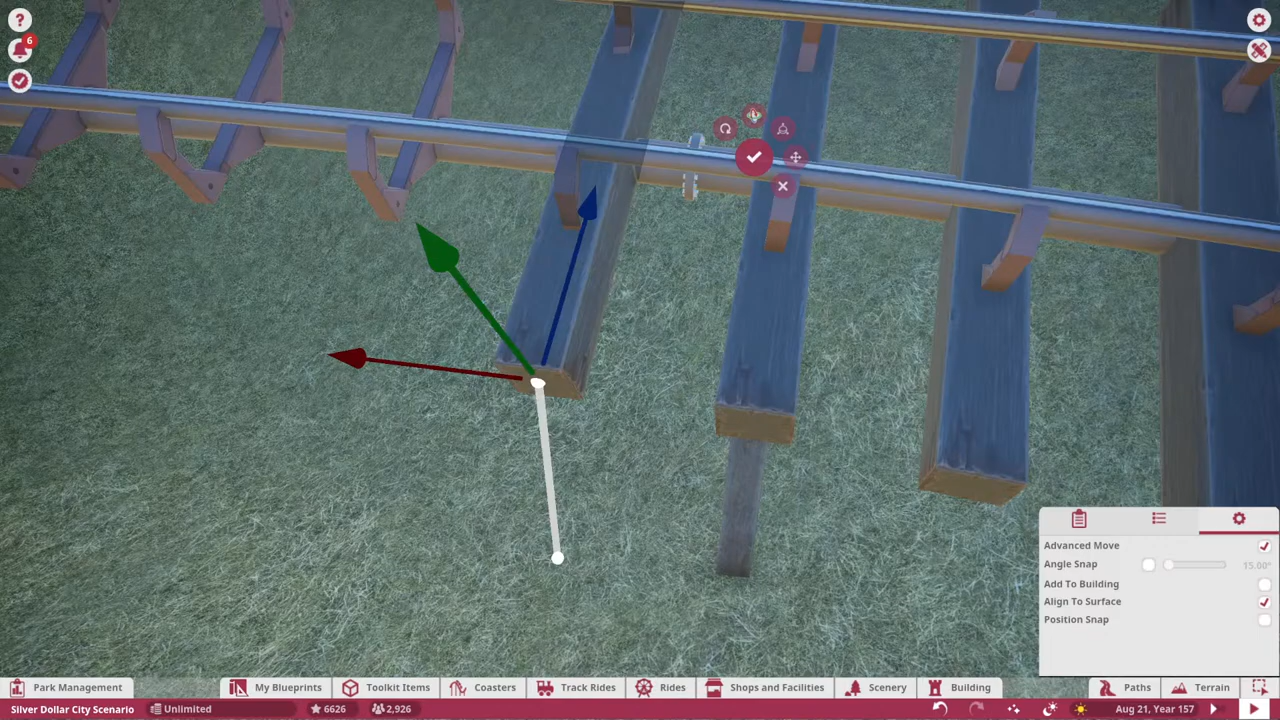 ?
6
Advanced Move
Angle Snap 15.00°
Add To Building
Align To Surface
Position Snap
Park Management My Blueprints Toolkit Items Coasters Track Rides Rides Shops and Facilities Scenery Building Paths Terrain
Silver Dollar City Scenario Unlimited 6626 2,926 Aug 21, Year 157